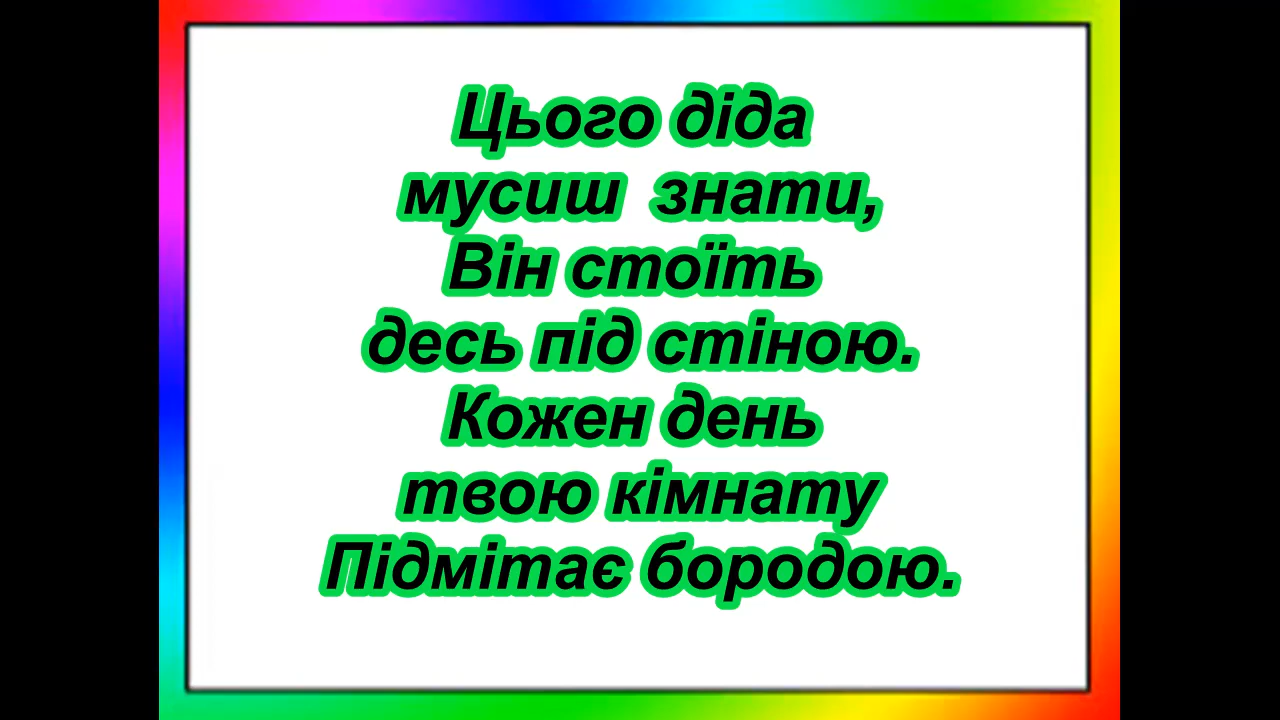 Цього діда
мусиш знати,
Він стоїть
десь під стіною.
Кожен день
твою кімнату
Підмітає бородою.